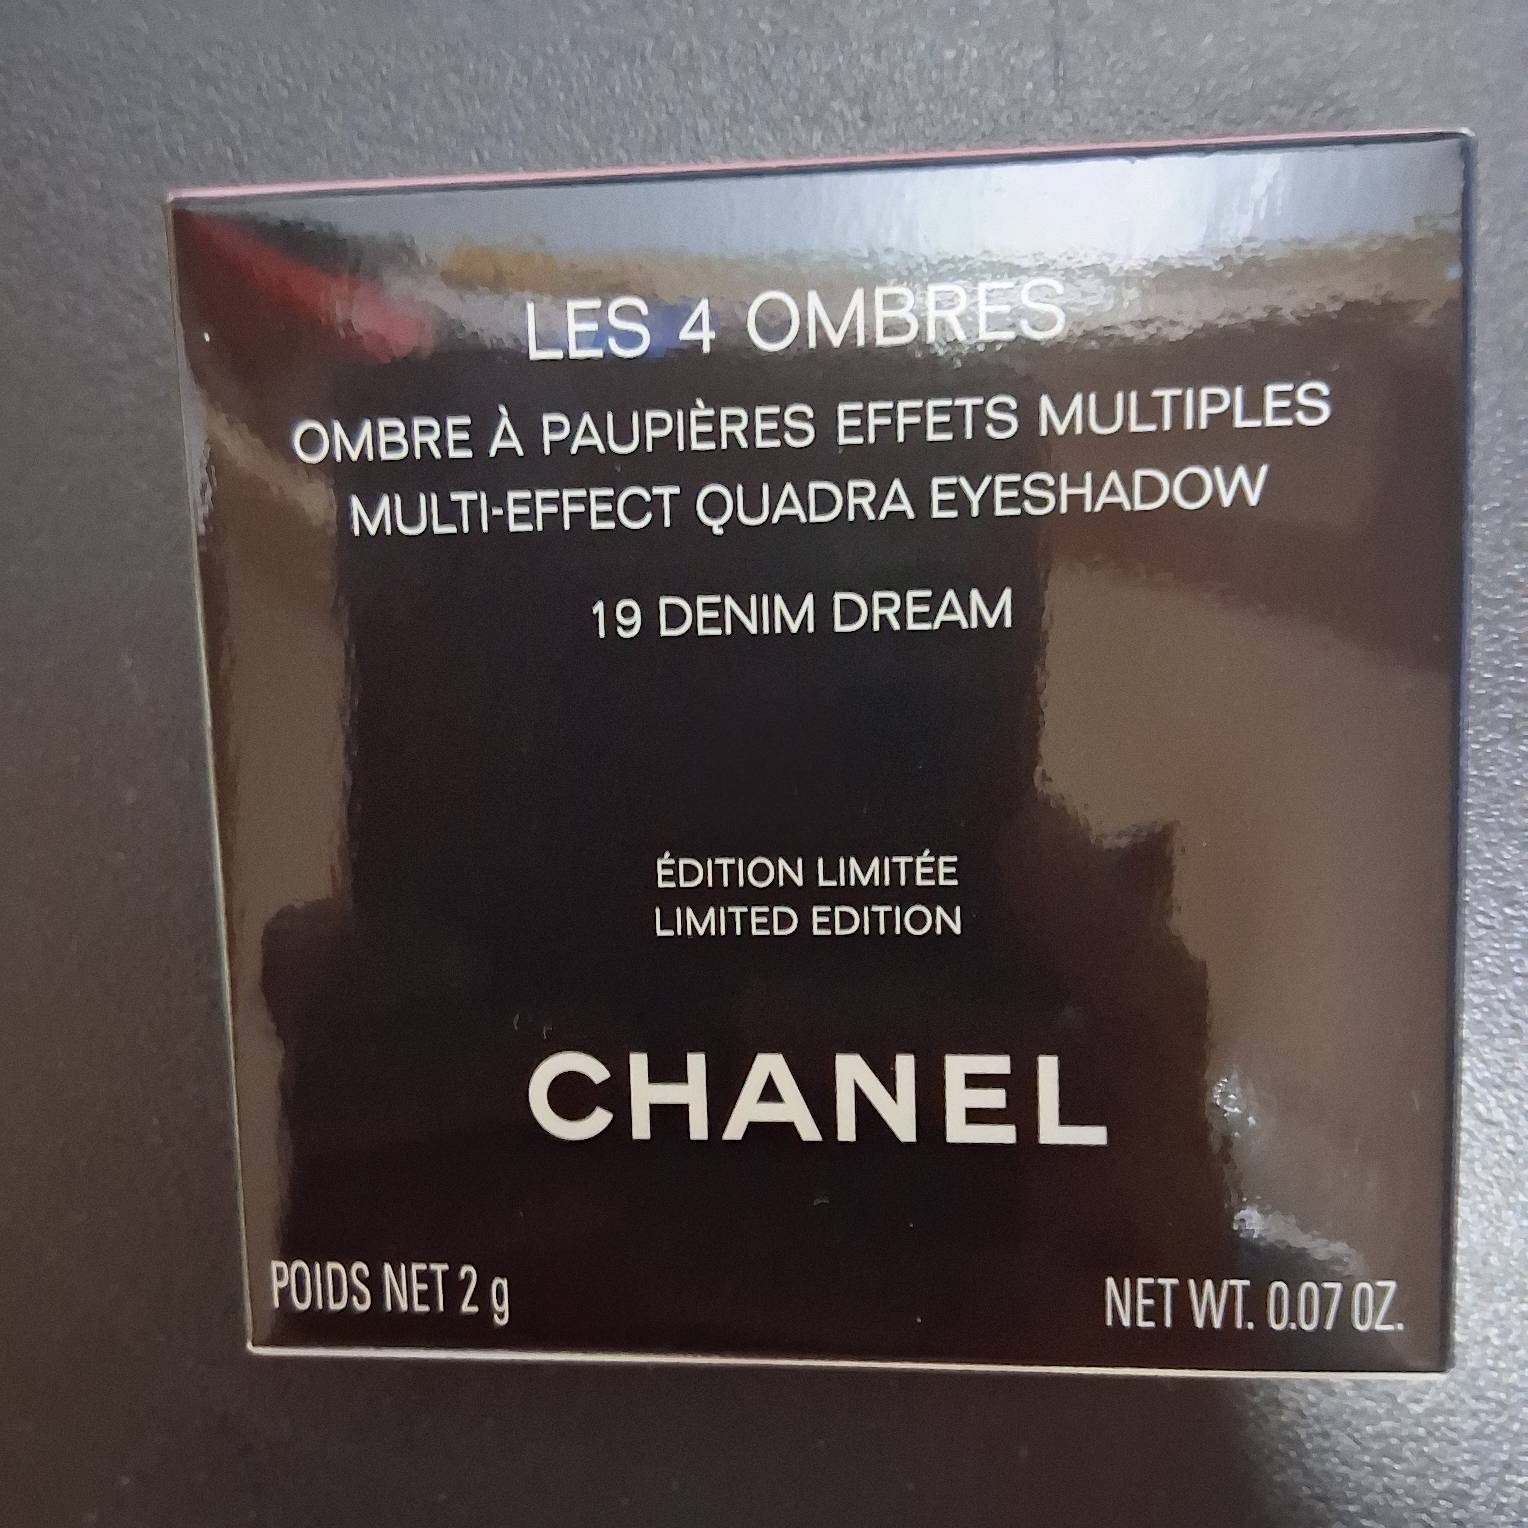 LES 4 OMBRES
OMBRE À PAUPIÈRES EFFETS MULTIPLES
MULTI-EFFECT QUADRA EYESHADOW
19 DENIM DREAM
ÉDITION LIMITÉE
LIMITED EDITION
CHANEL
POIDS NET 2 g NET WT. 0.07 OZ.